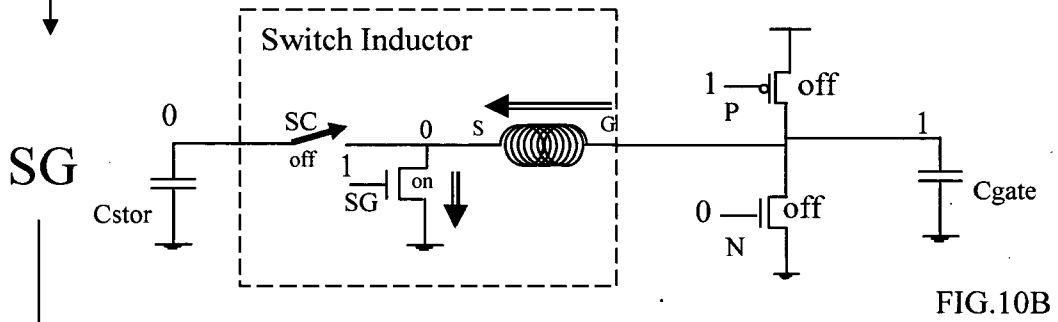 Switch Inductor
0 SC off 0 S G
1 P off
1
SG
1 SG on
Cstor
0 N off
Cgate
FIG.10B